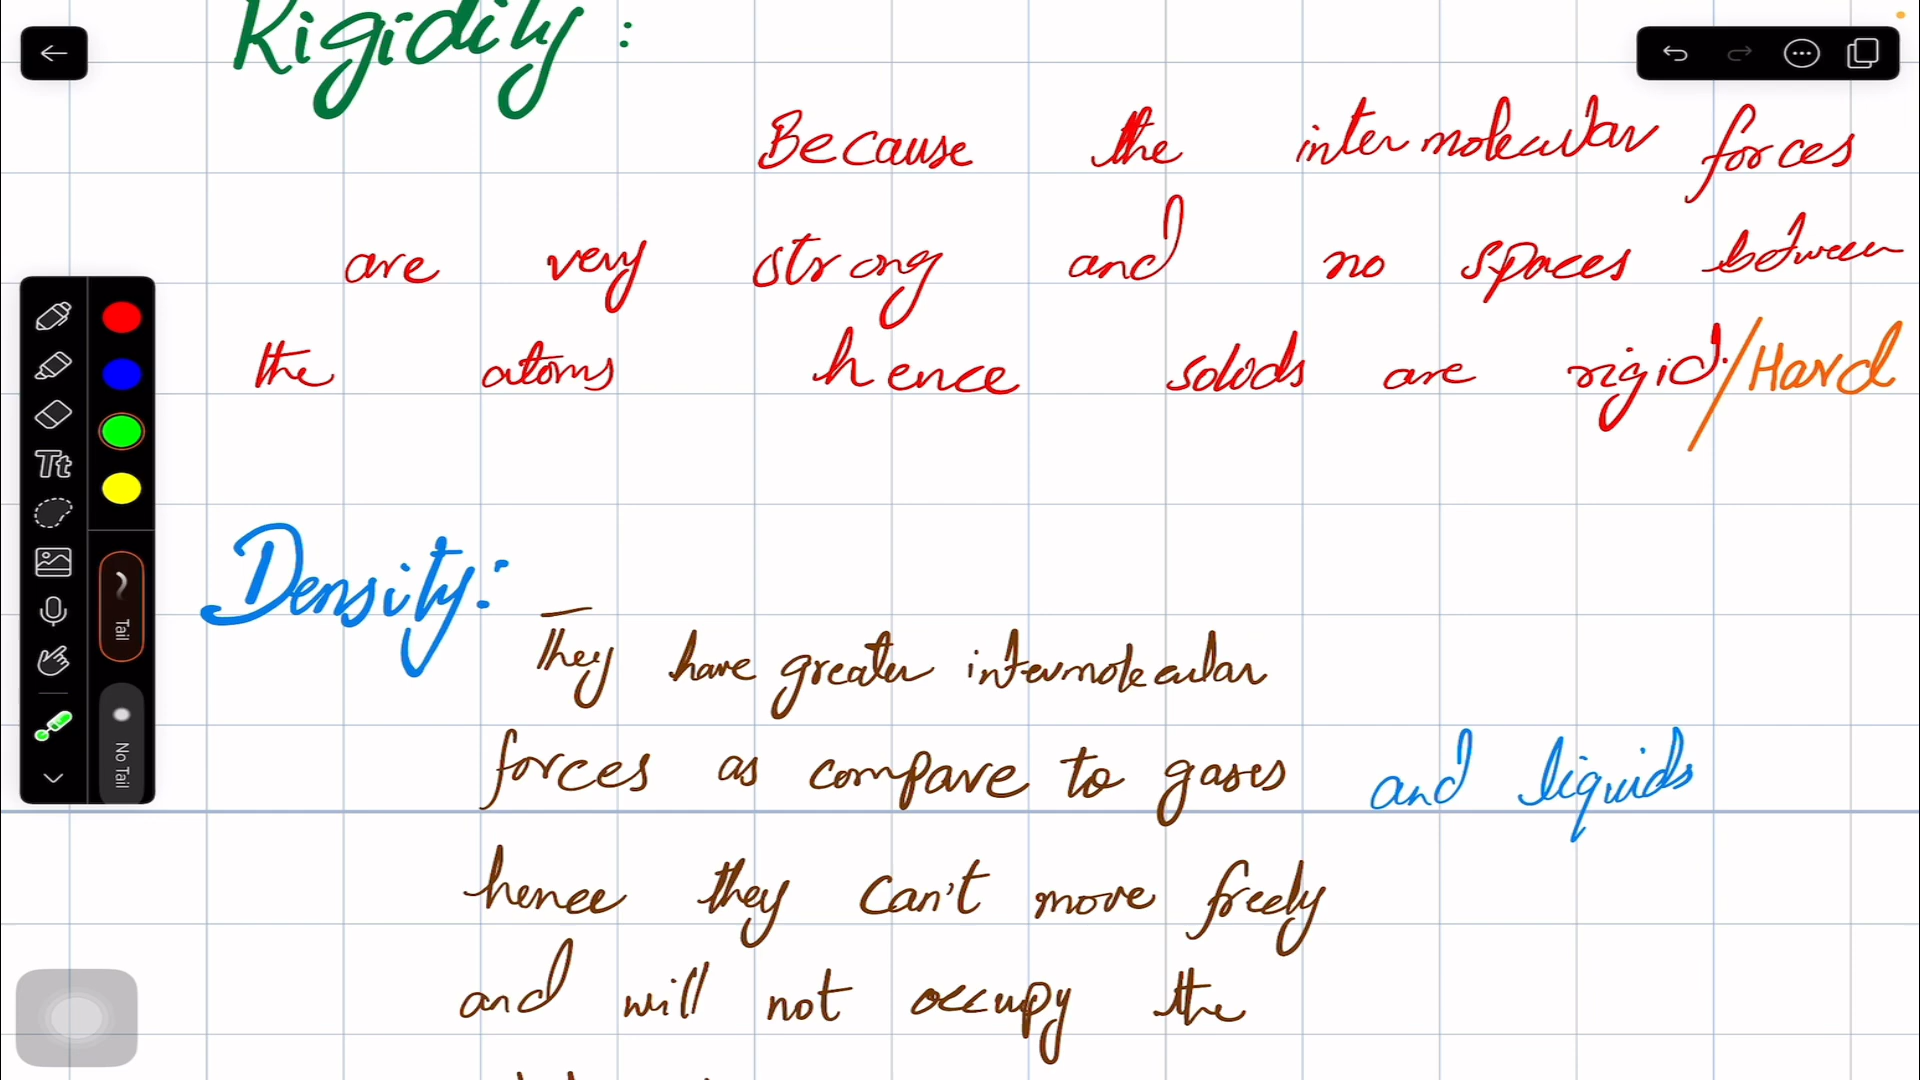 Rigidity :
Because the intermolecular forces
are very strong and no spaces between
the atoms hence solids are rigid./Hard
Density:
They have greater intermolecular
forces as compare to gases and liquids
hence they can't move freely
and will not occupy the
Tt
Tail
No Tail